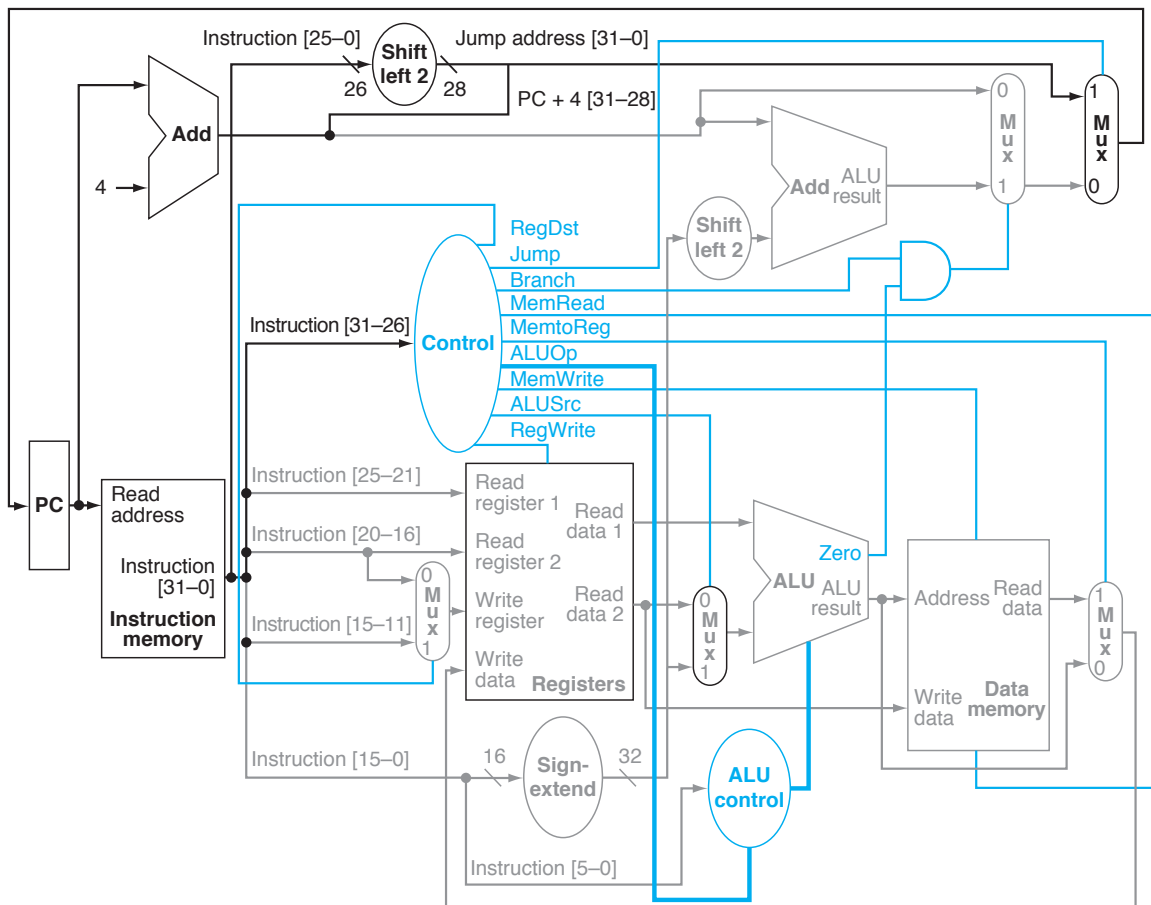 Instruction [25–0]
Shift
left 2
Jump address [31–0]
26
28
PC + 4 [31–28]
Add
4
0
M
u
x
1
1
M
u
x
0
Add
ALU
result
Shift
left 2
RegDst
Jump
Branch
MemRead
MemtoReg
ALUOp
MemWrite
ALUSrc
RegWrite
Instruction [31–26]
Control
PC
Read
address
Instruction
[31–0]
Instruction
memory
Instruction [25–21]
Instruction [20–16]
Instruction [15–11]
0
M
u
x
1
Read
register 1
Read
register 2
Write
register
Write
data
Read
data 1
Read
data 2
Registers
0
M
u
x
1
Zero
ALU
ALU
result
Address
Read
data
Write
data
Data
memory
1
M
u
x
0
Instruction [15–0]
16
Sign-
extend
32
ALU
control
Instruction [5–0]